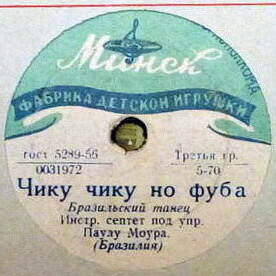 Минск
ФАБРИКА ДЕТСКОЙ ИГРУШКИ
гост 5289-56
Третья гр.
0031972
5-70
Чику чику но фуба
Бразильский танец
Инстр. септет под упр.
Паулу Моура.
(Бразилия)